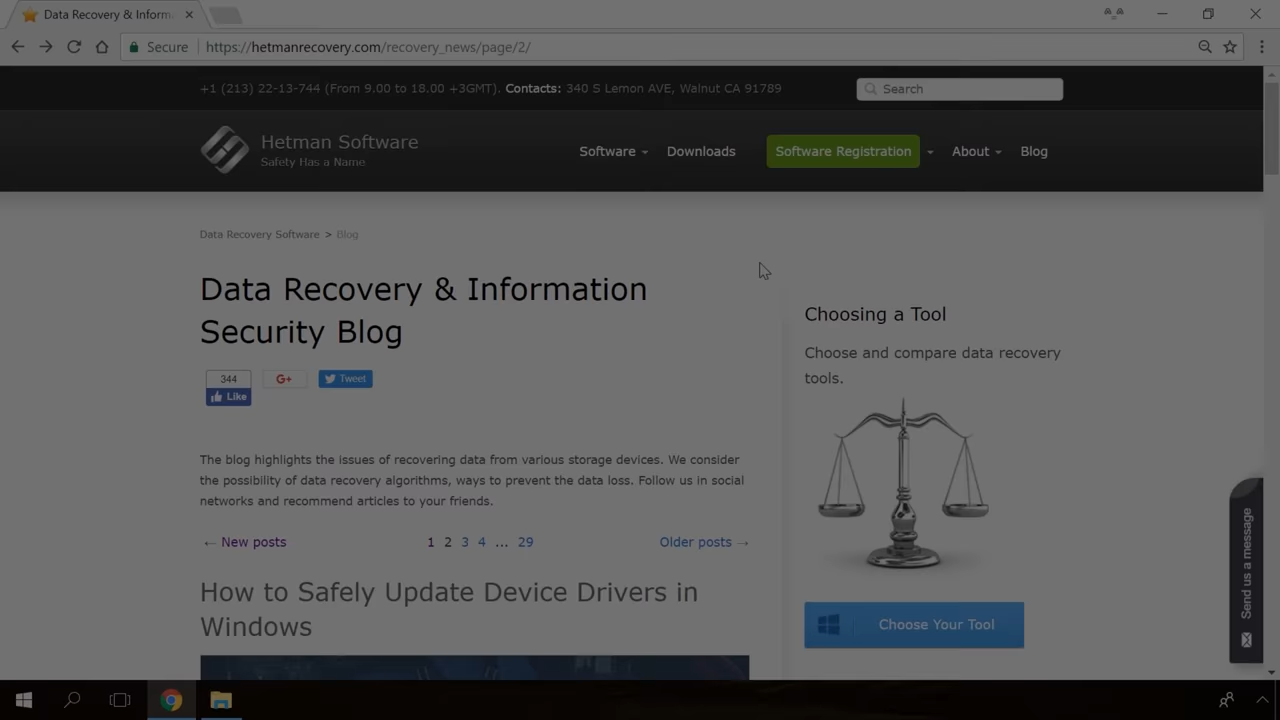 Data Recovery & Inform
Secure
https://hetmanrecovery.com/recovery_news/page/2/
+1 (213) 22-13-744 (From 9.00 to 18.00 +3GMT). Contacts: 340 S Lemon AVE, Walnut CA 91789
Search
Hetman Software
Safety Has a Name
Software
Downloads
Software Registration
About
Blog
Data Recovery Software > Blog
Data Recovery & Information
Security Blog
344
Like
G+
Tweet
The blog highlights the issues of recovering data from various storage devices. We consider
the possibility of data recovery algorithms, ways to prevent the data loss. Follow us in social
networks and recommend articles to your friends.
← New posts
1 2 3 4 ... 29
Older posts →
How to Safely Update Device Drivers in
Windows
Choosing a Tool
Choose and compare data recovery
tools.
Choose Your Tool
Send us a message